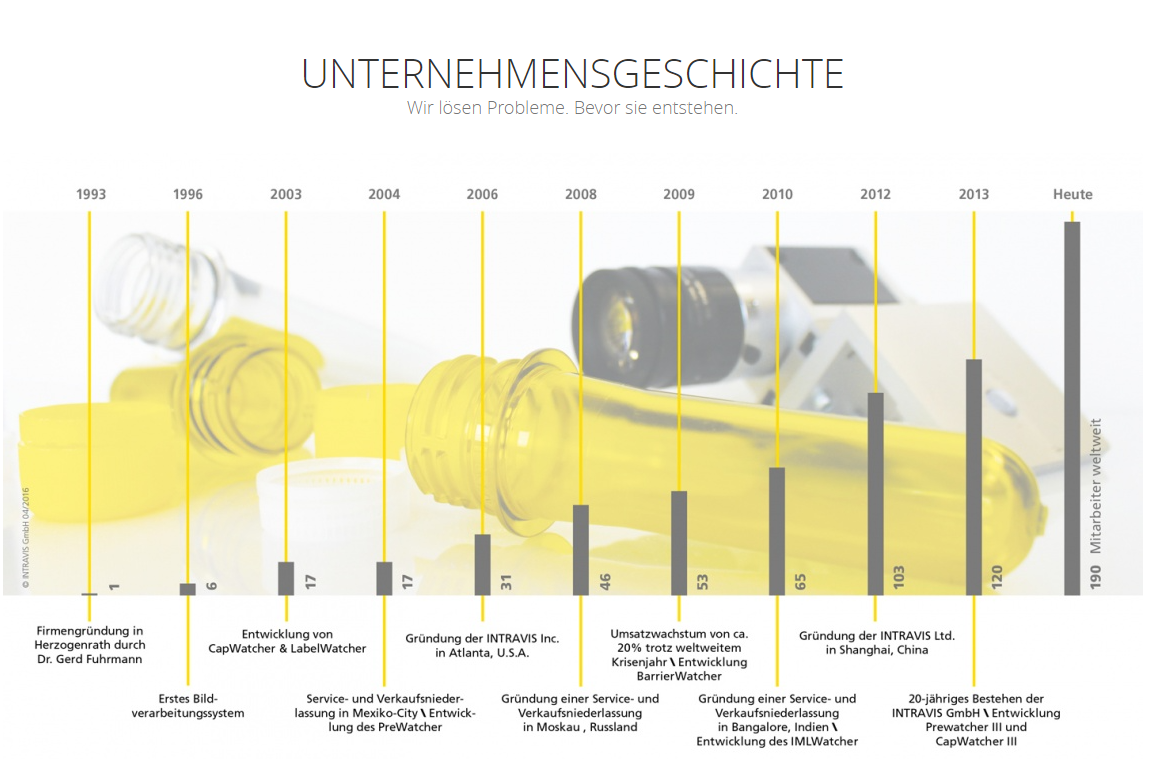 UNTERNEHMENSGESCHICHTE
Wir lösen Probleme. Bevor sie entstehen.
1993
1996
2003
2004
2006
2008
2009
2010
2012
2013
Heute
© INTRAVIS GmbH 04/2016
1
6
17
17
31
46
53
65
103
120
190 Mitarbeiter weltweit
Firmengründung in
Herzogenrath durch
Dr. Gerd Fuhrmann
Erstes Bild-
verarbeitungssystem
Entwicklung von
CapWatcher & LabelWatcher
Service- und Verkaufsnieder-
lassung in Mexiko-City \ Entwick-
lung des PreWatcher
Gründung der INTRAVIS Inc.
in Atlanta, U.S.A.
Gründung einer Service- und
Verkaufsniederlassung
in Moskau , Russland
Umsatzwachstum von ca.
20% trotz weltweitem
Krisenjahr \ Entwicklung
BarrierWatcher
Gründung einer Service- und
Verkaufsniederlassung
in Bangalore, Indien \
Entwicklung des IMLWatcher
Gründung der INTRAVIS Ltd.
in Shanghai, China
20-jähriges Bestehen der
INTRAVIS GmbH \ Entwicklung
Prewatcher III und
CapWatcher III